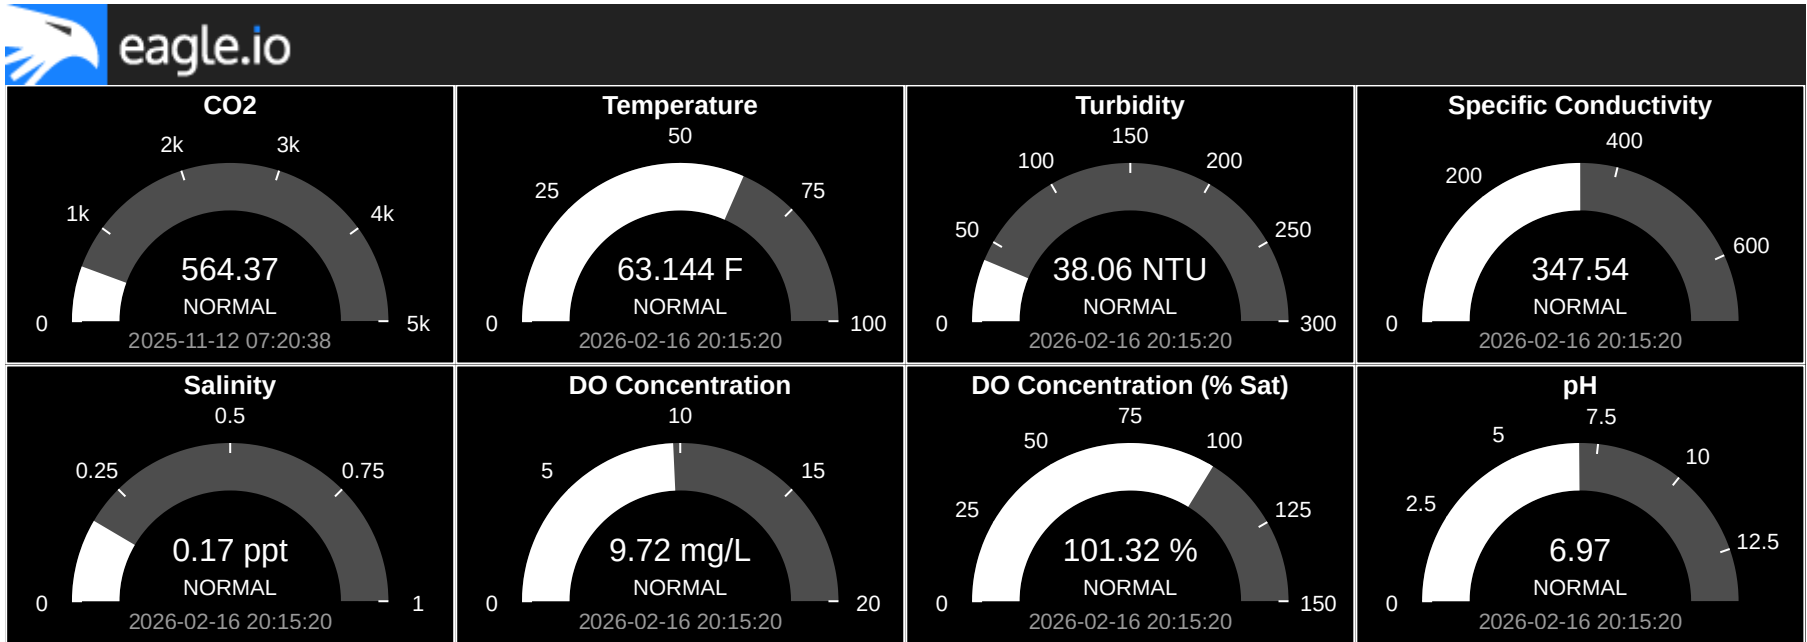 eagle.io
CO2
0
1k
2k
3k
4k
5k
564.37
NORMAL
2025-11-12 07:20:38
Temperature
0
25
50
75
100
63.144 F
NORMAL
2026-02-16 20:15:20
Turbidity
0
50
100
150
200
250
300
38.06 NTU
NORMAL
2026-02-16 20:15:20
Specific Conductivity
0
200
400
600
347.54
NORMAL
2026-02-16 20:15:20
Salinity
0
0.25
0.5
0.75
1
0.17 ppt
NORMAL
2026-02-16 20:15:20
DO Concentration
0
5
10
15
20
9.72 mg/L
NORMAL
2026-02-16 20:15:20
DO Concentration (% Sat)
0
25
50
75
100
125
150
101.32 %
NORMAL
2026-02-16 20:15:20
pH
0
2.5
5
7.5
10
12.5
6.97
NORMAL
2026-02-16 20:15:20